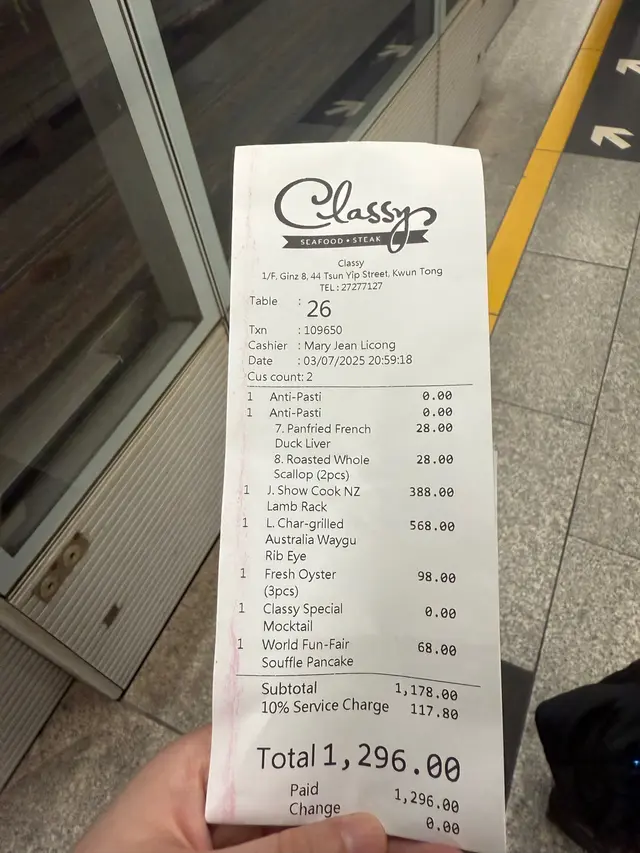 Classy
SEAFOOD • STEAK
Classy
1/F, Ginz 8, 44 Tsun Yip Street, Kwun Tong
TEL : 27277127
Table : 26
Txn : 109650
Cashier : Mary Jean Licong
Date : 03/07/2025 20:59:18
Cus count: 2
1 Anti-Pasti 0.00
1 Anti-Pasti 0.00
7. Panfried French 28.00
Duck Liver
8. Roasted Whole 28.00
Scallop (2pcs)
1 J. Show Cook NZ 388.00
Lamb Rack
1 L. Char-grilled 568.00
Australia Waygu
Rib Eye
1 Fresh Oyster 98.00
(3pcs)
1 Classy Special 0.00
Mocktail
1 World Fun-Fair 68.00
Souffle Pancake
Subtotal 1,178.00
10% Service Charge 117.80
Total 1,296.00
Paid 1,296.00
Change 0.00